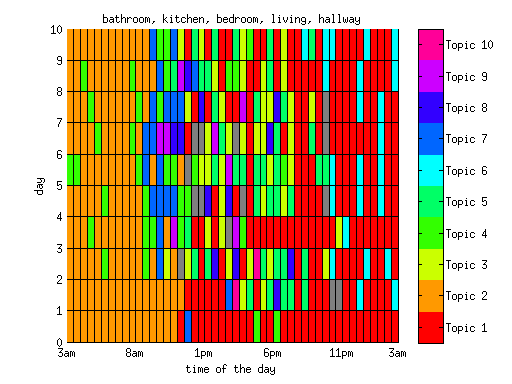 bathroom, kitchen, bedroom, living, hallway
10
9
8
7
6
5
4
3
2
1
0
day
3am 8am 1pm 6pm 11pm 3am
time of the day
Topic 10
Topic 9
Topic 8
Topic 7
Topic 6
Topic 5
Topic 4
Topic 3
Topic 2
Topic 1